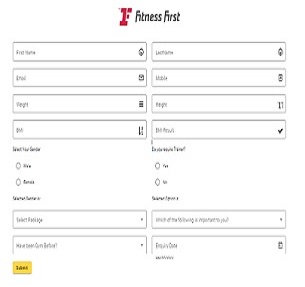 fitness first
First Name
LastName
Email
Mobile
Weight
Height
BMI
BMI Result
Select Your Gender
Do you require Trainer?
Male
Yes
Female
No
Select Package
Which of the following is important to you?
Have been Gym Before?
Enquiry Date
Submit